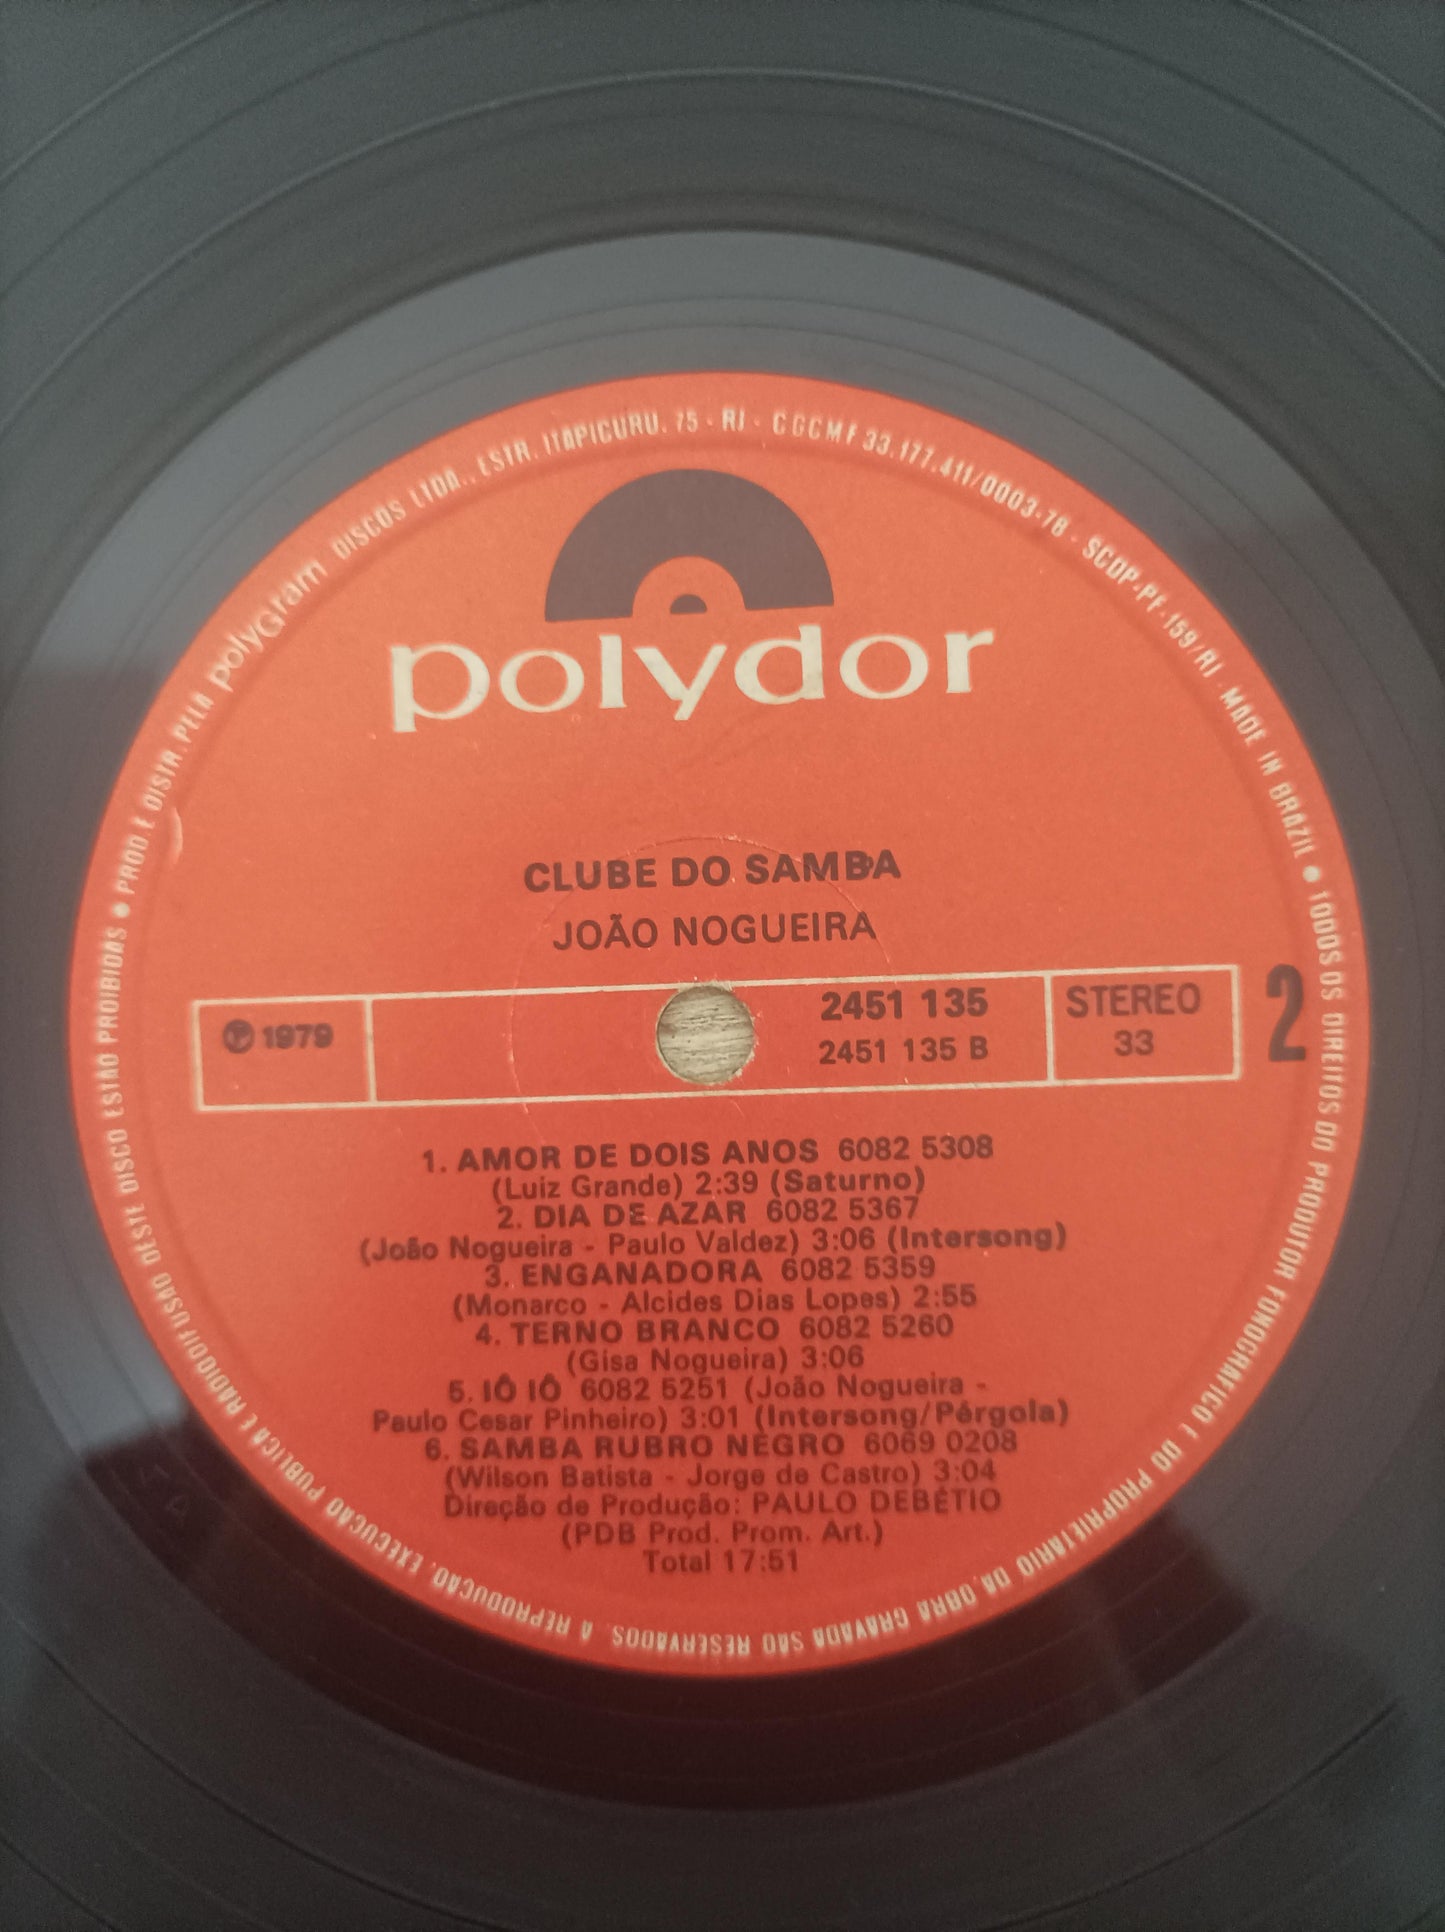 PROD. E DISTR. PELA polyGram DISCOS LTDA., ESTR. ITAPICURU, 75 - RJ - CGCMF 33.177.411/0003-78 - SCDP-PF-159/RJ - MADE IN BRAZIL • TODOS OS DIREITOS DO PRODUTOR FONOGRÁFICO E DO PROPRIETÁRIO DA OBRA GRAVADA SÃO RESERVADOS. A REPRODUÇÃO, EXECUÇÃO PÚBLICA E RADIODIFUSÃO DESTE DISCO ESTÃO PROIBIDAS •
polydor
CLUBE DO SAMBA
JOÃO NOGUEIRA
℗ 1979
2451 135
2451 135 B
STEREO
33
2
1. AMOR DE DOIS ANOS 6082 5308
(Luiz Grande) 2:39 (Saturno)
2. DIA DE AZAR 6082 5367
(João Nogueira - Paulo Valdez) 3:06 (Intersong)
3. ENGANADORA 6082 5359
(Monarco - Alcides Dias Lopes) 2:55
4. TERNO BRANCO 6082 5260
(Gisa Nogueira) 3:06
5. IÔ IÔ 6082 5251 (João Nogueira -
Paulo Cesar Pinheiro) 3:01 (Intersong/Pérgola)
6. SAMBA RUBRO NEGRO 6069 0208
(Wilson Batista - Jorge de Castro) 3:04
Direção de Produção: PAULO DEBÉTIO
(PDB Prod. Prom. Art.)
Total 17:51